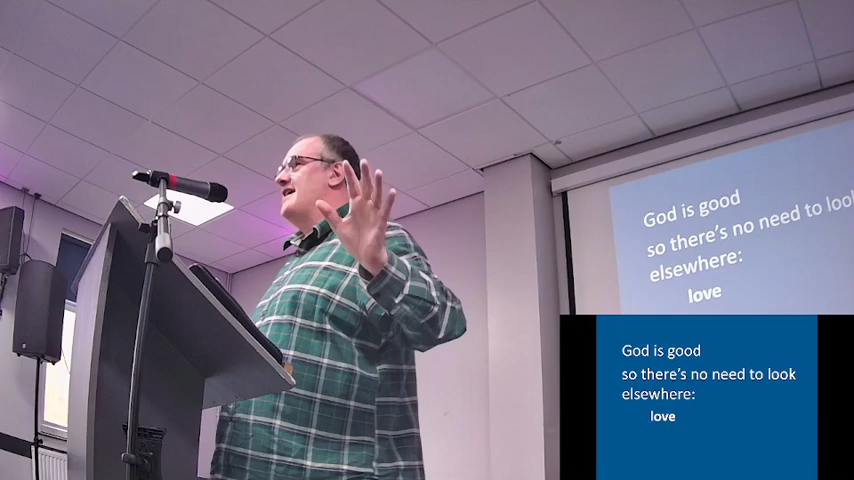 God is good
so there's no need to look
elsewhere:
love
God is good
so there's no need to look
elsewhere:
love